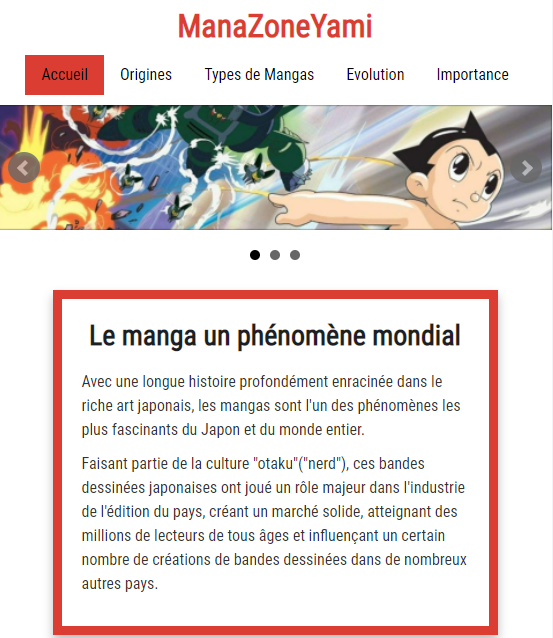 ManaZoneYami
Accueil Origines Types de Mangas Evolution Importance
Le manga un phénomène mondial
Avec une longue histoire profondément enracinée dans le
riche art japonais, les mangas sont l'un des phénomènes les
plus fascinants du Japon et du monde entier.
Faisant partie de la culture "otaku"("nerd"), ces bandes
dessinées japonaises ont joué un rôle majeur dans l'industrie
de l'édition du pays, créant un marché solide, atteignant des
millions de lecteurs de tous âges et influençant un certain
nombre de créations de bandes dessinées dans de nombreux
autres pays.